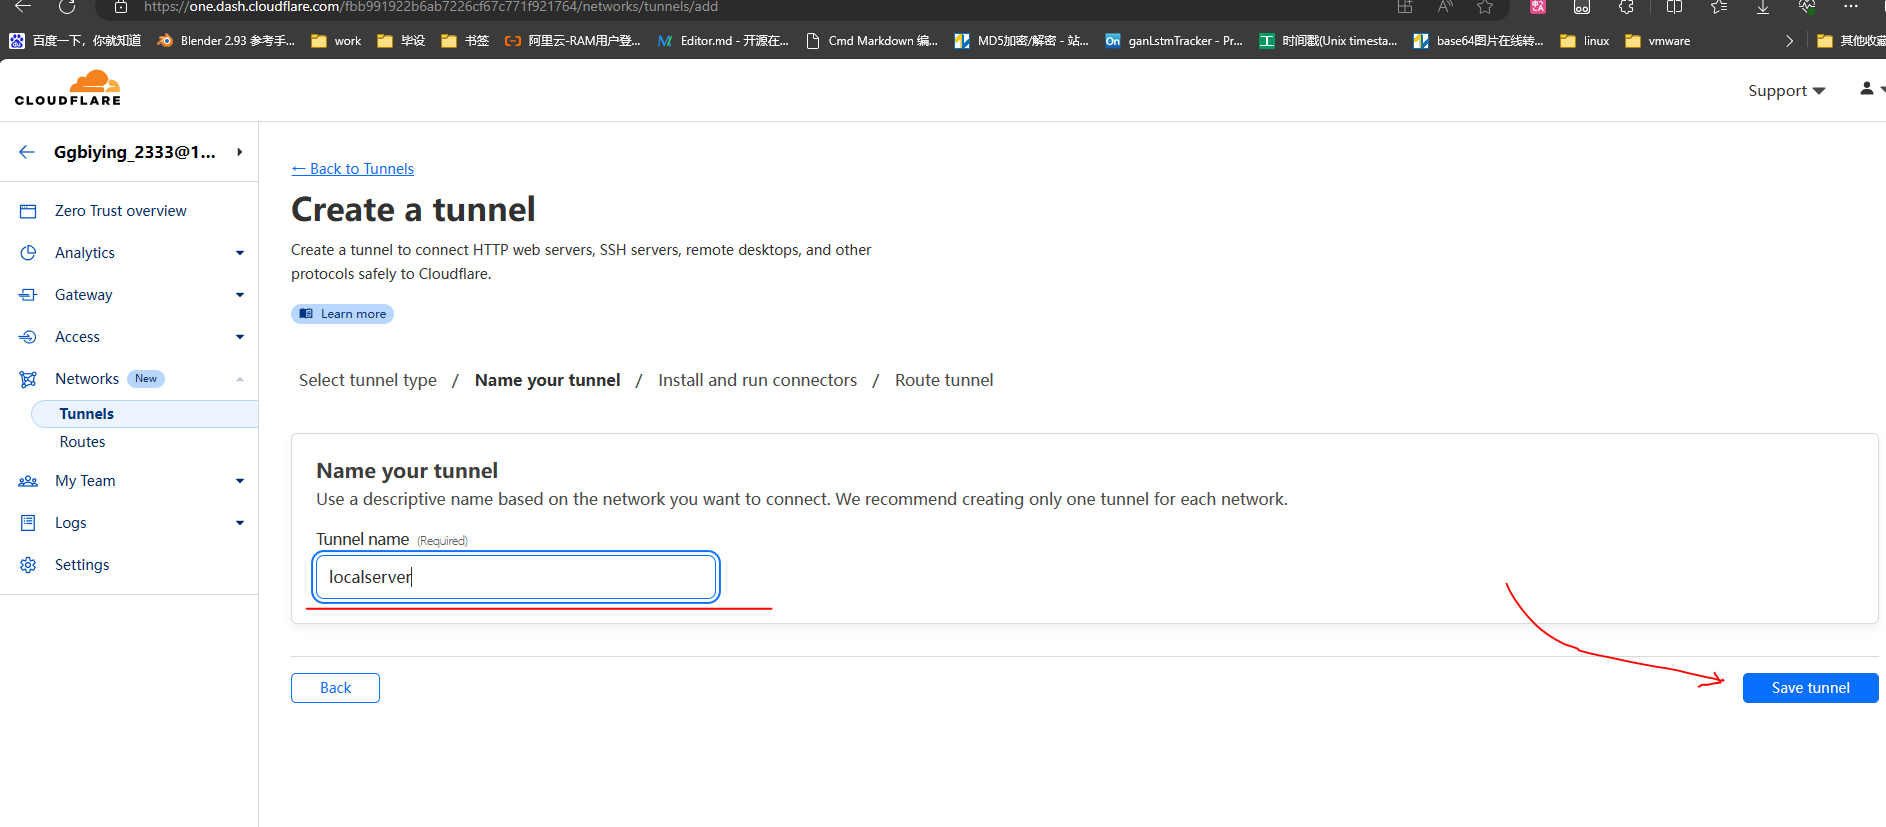 https://one.dash.cloudflare.com/fbb991922b6ab7226cf67c771f921764/networks/tunnels/add
百度一下，你就知道 Blender 2.93 参考手... work 毕设 书签 阿里云-RAM用户登... Editor.md - 开源在... Cmd Markdown 编... MD5加密/解密 - 站... ganLstmTracker - Pr... 时间戳(Unix timesta... base64图片在线转... linux vmware 其他收藏
CLOUDFLARE
Support
Ggbiying_2333@1...
Zero Trust overview
Analytics
Gateway
Access
Networks New
Tunnels
Routes
My Team
Logs
Settings
← Back to Tunnels
Create a tunnel
Create a tunnel to connect HTTP web servers, SSH servers, remote desktops, and other
protocols safely to Cloudflare.
Learn more
Select tunnel type / Name your tunnel / Install and run connectors / Route tunnel
Name your tunnel
Use a descriptive name based on the network you want to connect. We recommend creating only one tunnel for each network.
Tunnel name (Required)
localserver
Back
Save tunnel